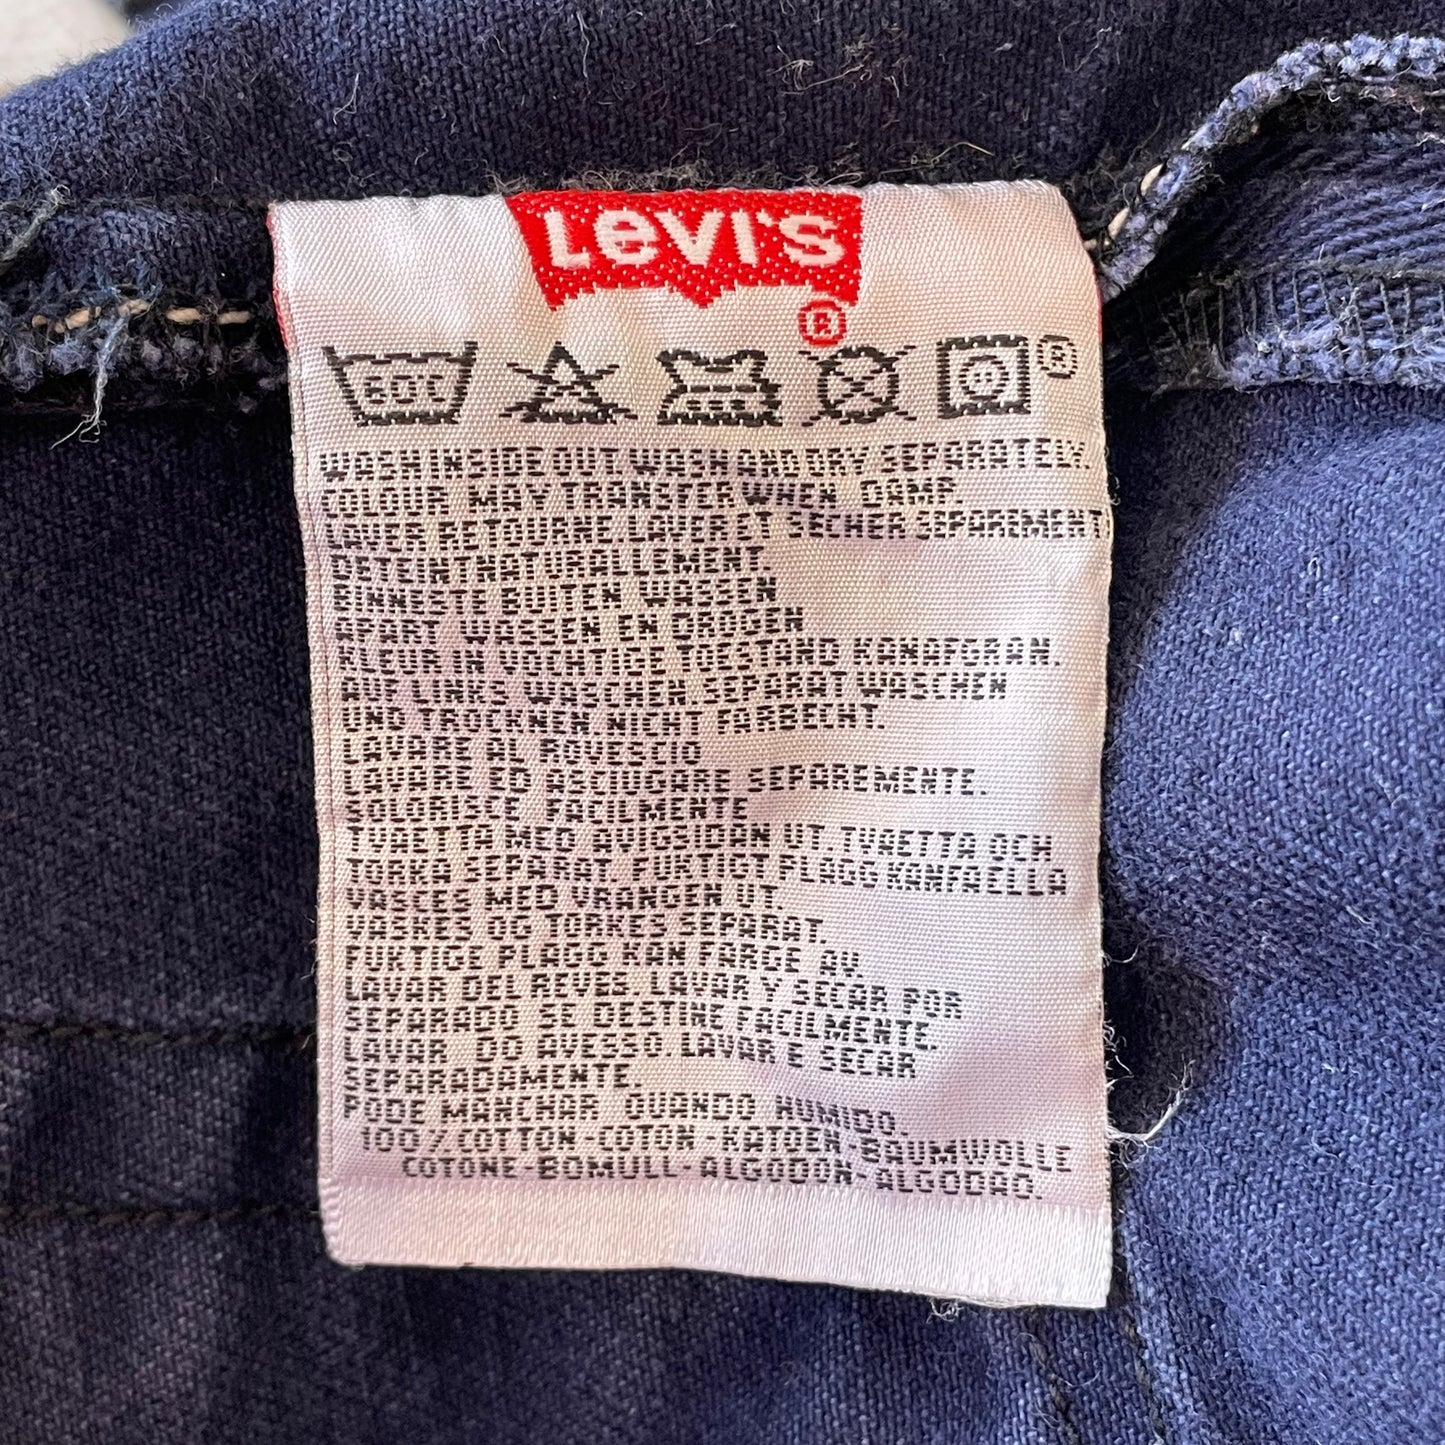 Levi's
®
60°C
®
WASH INSIDE OUT. WASH AND DRY SEPARATELY.
COLOUR MAY TRANSFER WHEN DAMP.
LAVER RETOURNE. LAVER ET SECHER SEPAREMENT
DETEINT NATURALLEMENT.
BINNESTE BUITEN WASSEN
APART WASSEN EN DROGEN
KLEUR IN VOCHTIGE TOESTAND KAN AFGRAN.
AUF LINKS WASCHEN. SEPARAT WASCHEN
UND TROCKNEN. NICHT FARBECHT.
LAVARE AL ROVESCIO
LAVARE ED ASCIUGARE SEPAREMENTE.
SOLORISCE FACILMENTE
TVAETTA MED AVIGSIDAN UT. TVAETTA OCH
TORKA SEPARAT. FUKTIGT PLAGG KAN FAELLA
VASCES MED VRANGEN UT
VASKES OG TORKES SEPARAT.
FUKTIGE PLAGG KAN FARGE AV.
LAVAR DEL REVES. LAVAR Y SECAR POR
SEPARADO SE DESTINE FACILMENTE.
LAVAR DO AVESSO. LAVAR E SECAR
SEPARADAMENTE.
PODE MANCHAR QUANDO HUMIDO.
100% COTTON-COTON-KATOEN-BAUMWOLLE
COTONE-BOMULL-ALGODON-ALGODAO.